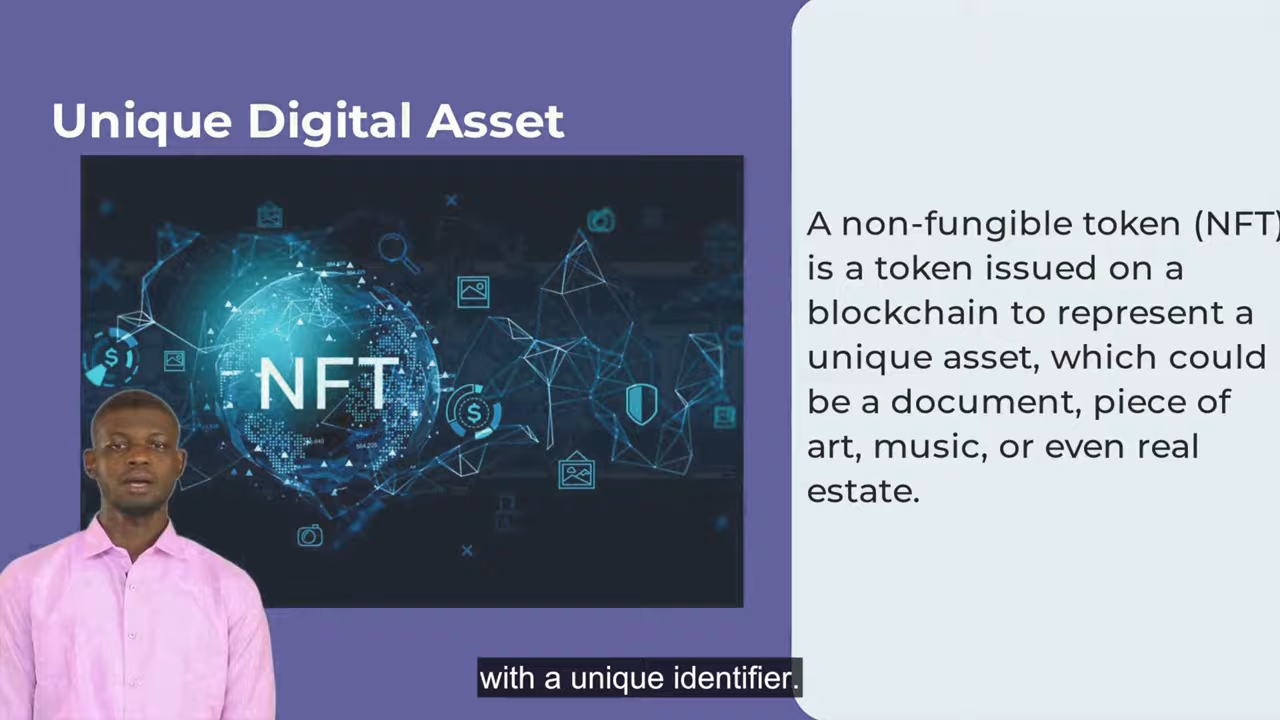 Unique Digital Asset
NFT
A non-fungible token (NFT)
is a token issued on a
blockchain to represent a
unique asset, which could
be a document, piece of
art, music, or even real
estate.
with a unique identifier.